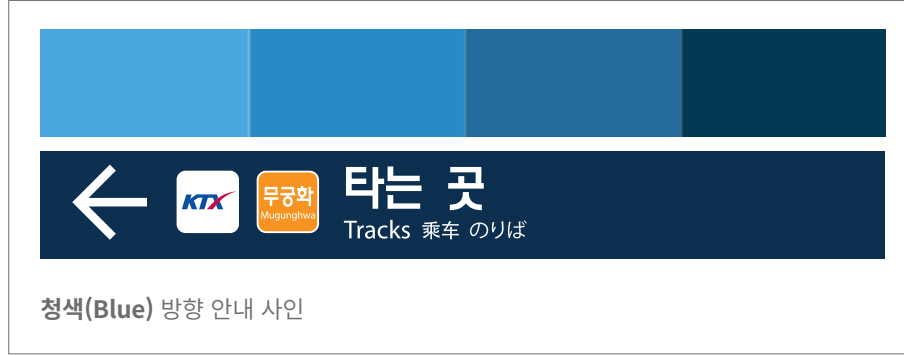 KTX
무궁화
Mugunghwa
타는 곳
Tracks 乘车 のりば
청색(Blue) 방향 안내 사인